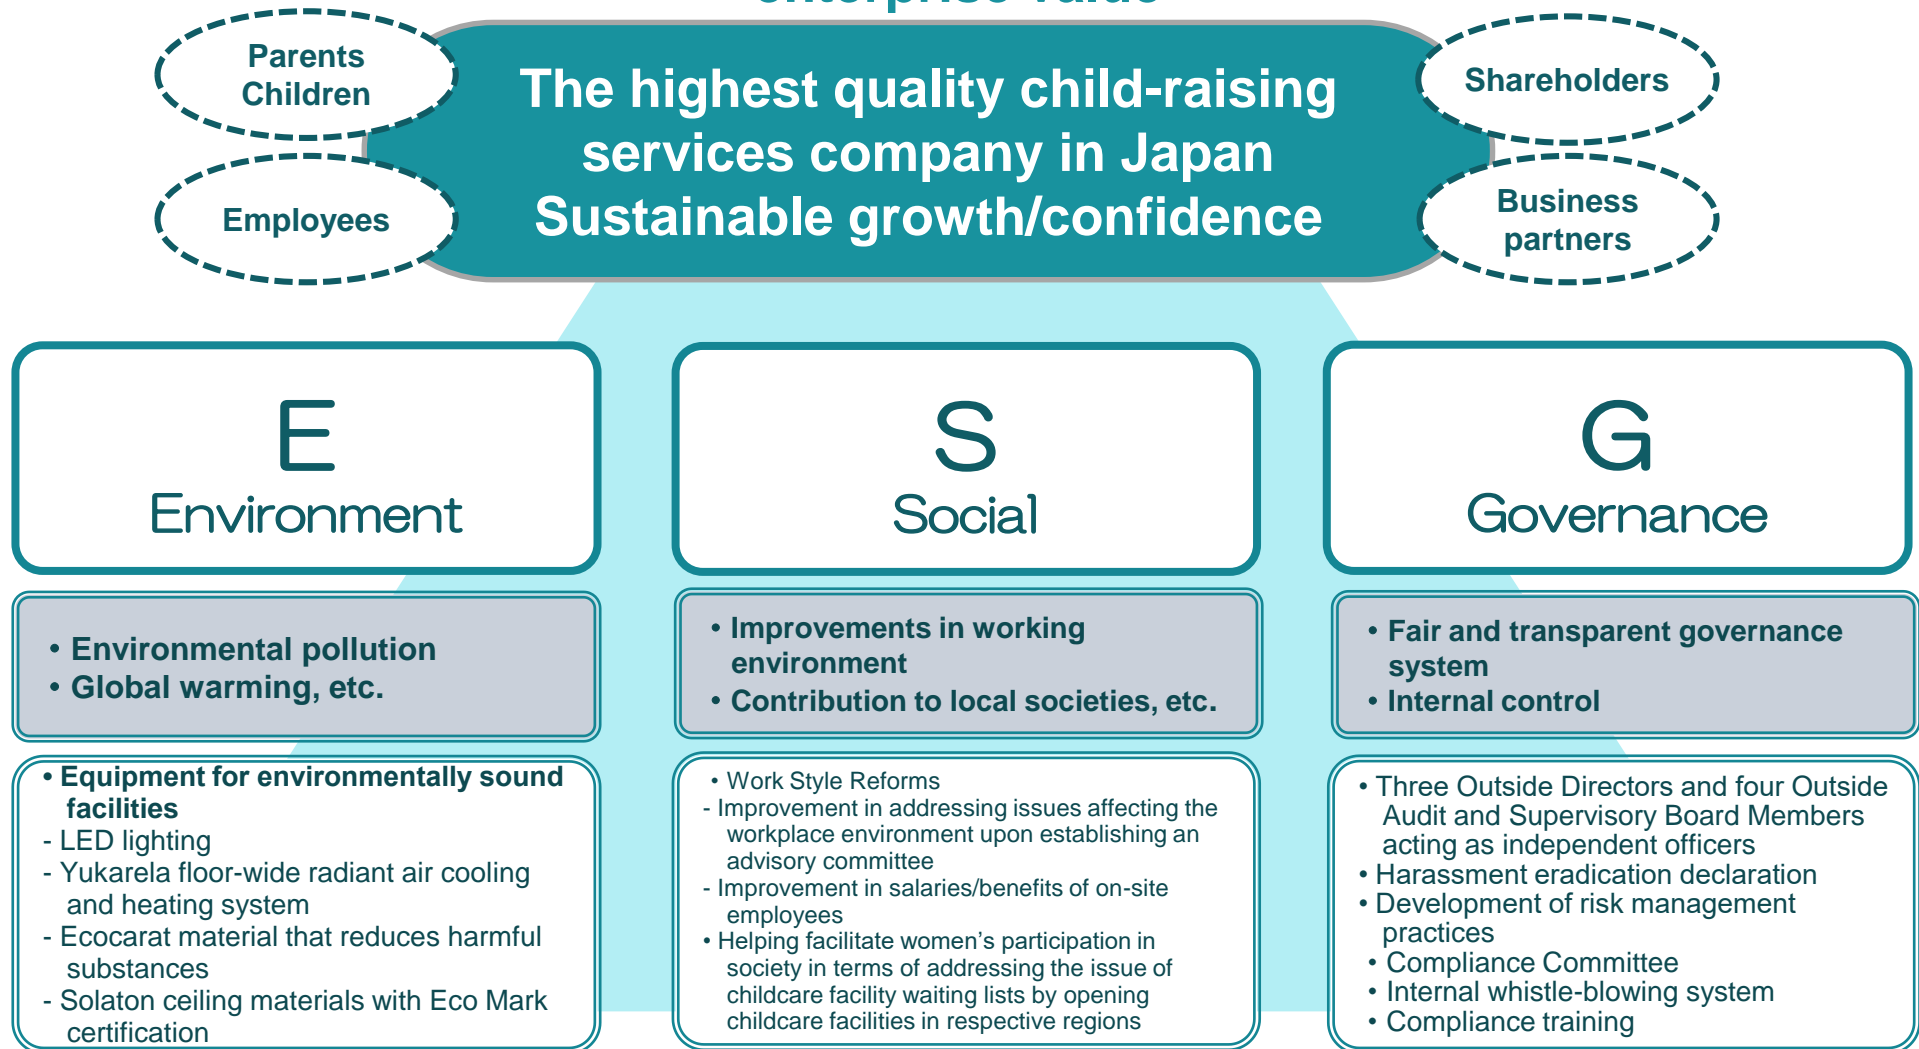 enterprise value
Parents
Children
Employees
The highest quality child-raising
services company in Japan
Sustainable growth/confidence
Shareholders
Business
partners
E
Environment
• Environmental pollution
• Global warming, etc.
• Equipment for environmentally sound
facilities
- LED lighting
- Yukarela floor-wide radiant air cooling
and heating system
- Ecocarat material that reduces harmful
substances
- Solaton ceiling materials with Eco Mark
certification
S
Social
• Improvements in working
environment
• Contribution to local societies, etc.
• Work Style Reforms
- Improvement in addressing issues affecting the
workplace environment upon establishing an
advisory committee
- Improvement in salaries/benefits of on-site
employees
• Helping facilitate women’s participation in
society in terms of addressing the issue of
childcare facility waiting lists by opening
childcare facilities in respective regions
G
Governance
• Fair and transparent governance
system
• Internal control
• Three Outside Directors and four Outside
Audit and Supervisory Board Members
acting as independent officers
• Harassment eradication declaration
• Development of risk management
practices
• Compliance Committee
• Internal whistle-blowing system
• Compliance training